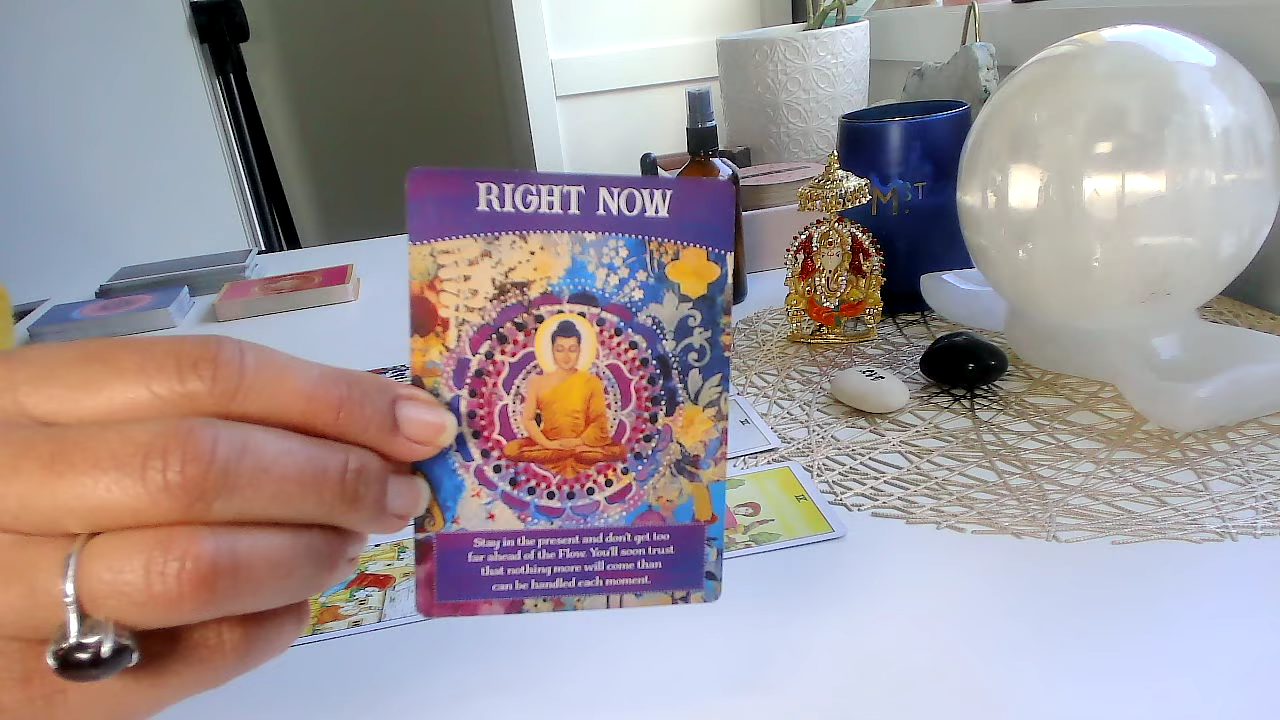 RIGHT NOW
Stay in the present and don't get too
far ahead of the Flow. You'll soon trust
that nothing more will come than
can be handled each moment.
II